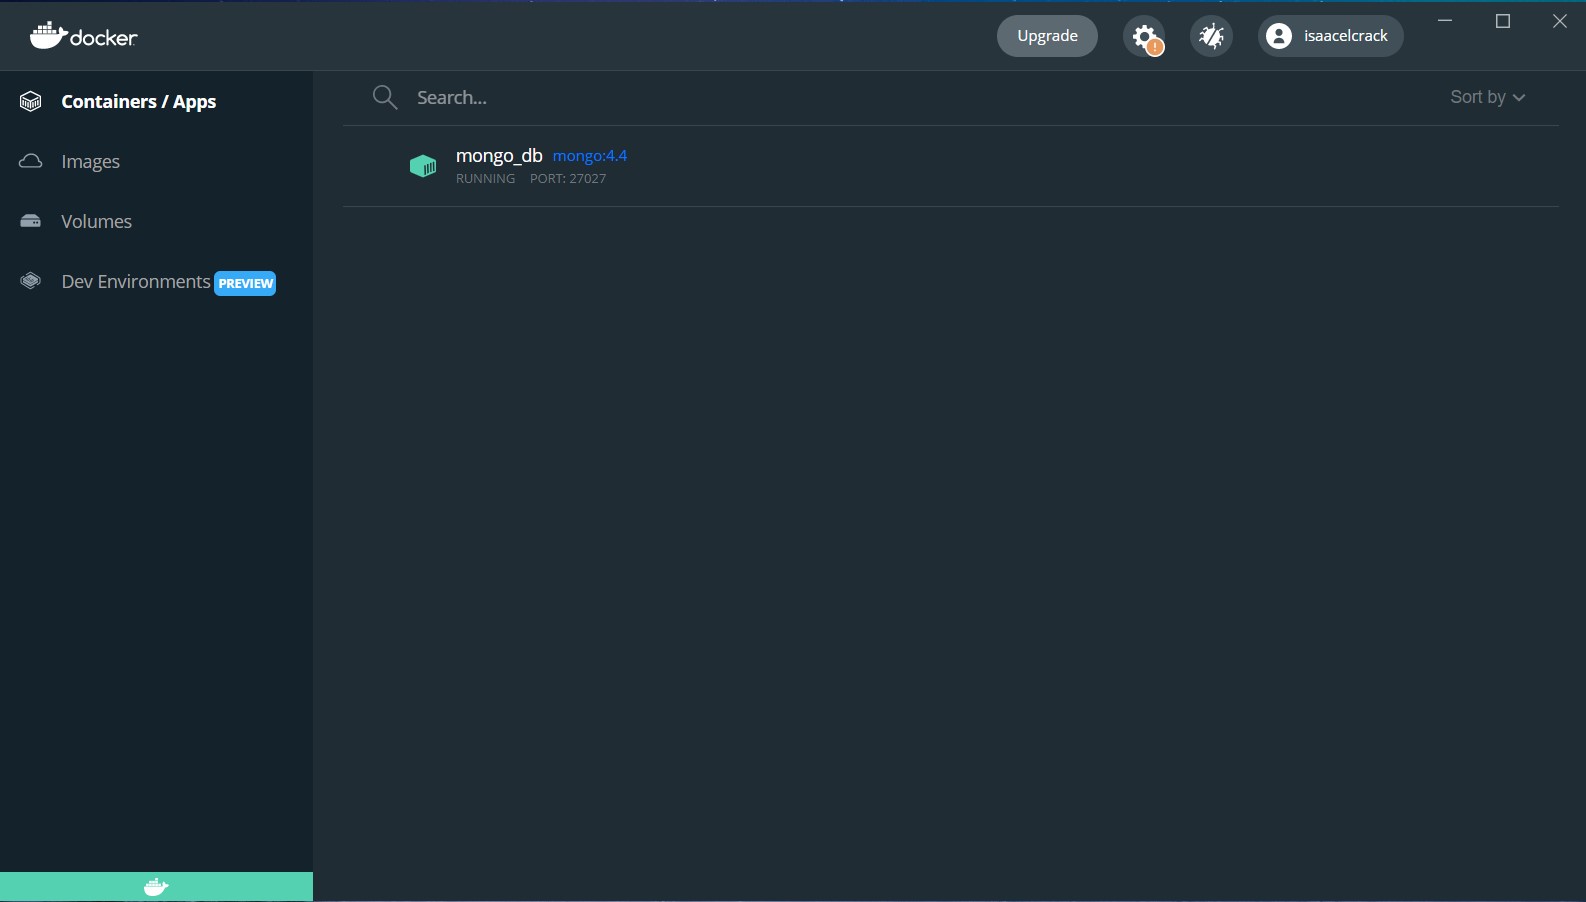 docker
Upgrade
isaacelcrack
Containers / Apps
Images
Volumes
Dev Environments PREVIEW
Search...
Sort by
mongo_db mongo:4.4
RUNNING PORT: 27027